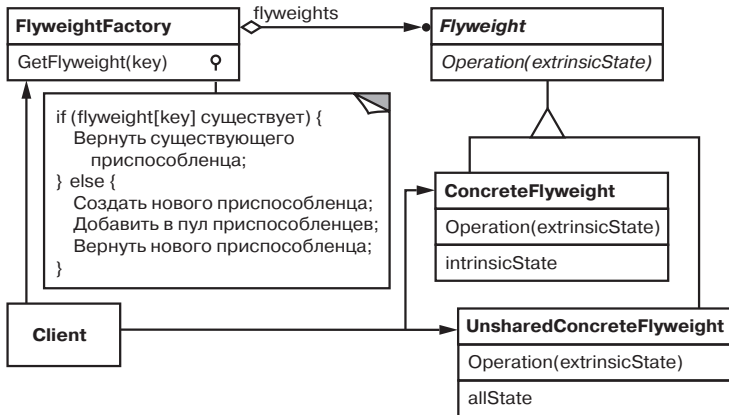 FlyweightFactory
GetFlyweight(key)
flyweights
Flyweight
Operation(extrinsicState)
if (flyweight[key] существует) {
Вернуть существующего
приспособленца;
} else {
Создать нового приспособленца;
Добавить в пул приспособленцев;
Вернуть нового приспособленца;
}
ConcreteFlyweight
Operation(extrinsicState)
intrinsicState
Client
UnsharedConcreteFlyweight
Operation(extrinsicState)
allState